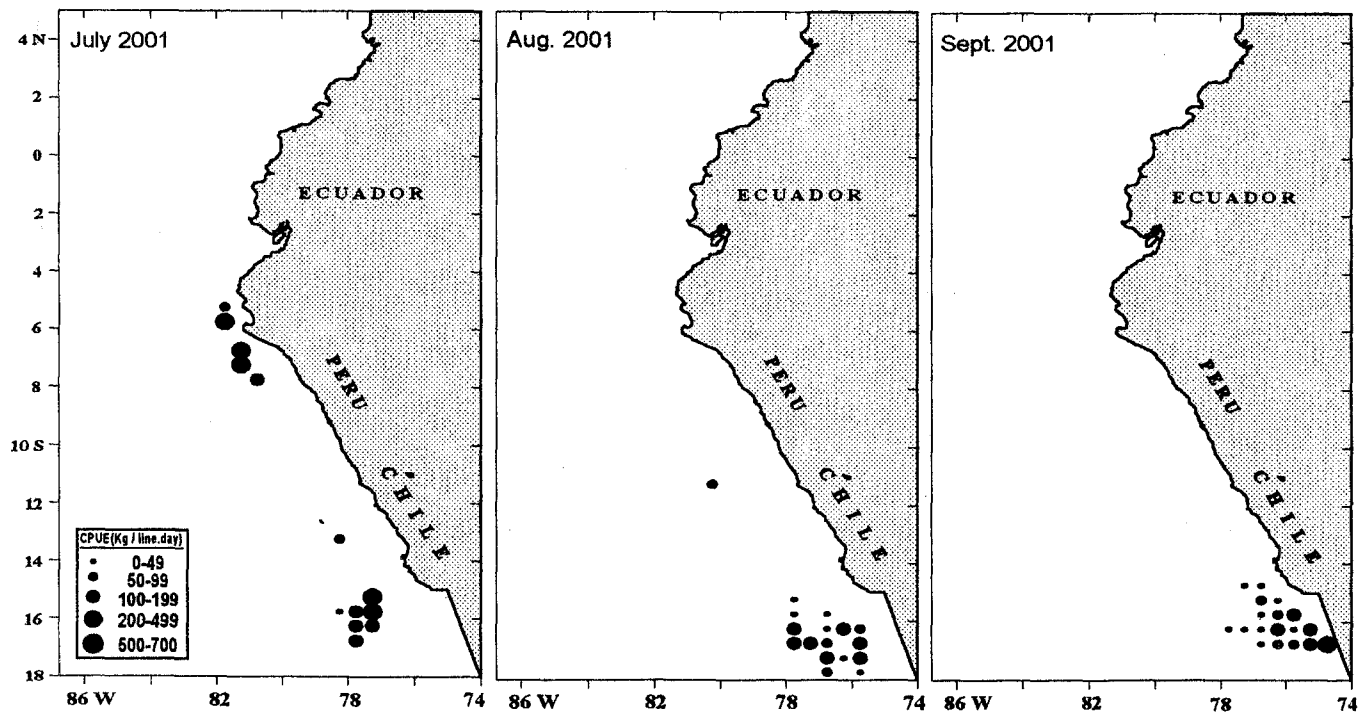 July 2001
Aug. 2001
Sept. 2001
4 N
2
0
2
4
6
8
10 S
12
14
16
18
ECUADOR
PERU
CHILE
ECUADOR
PERU
CHILE
ECUADOR
PERU
CHILE
CPUE(Kg / line.day)
0-49
50-99
100-199
200-499
500-700
86 W
82
78
74
86 W
82
78
74
86 W
80
78
74